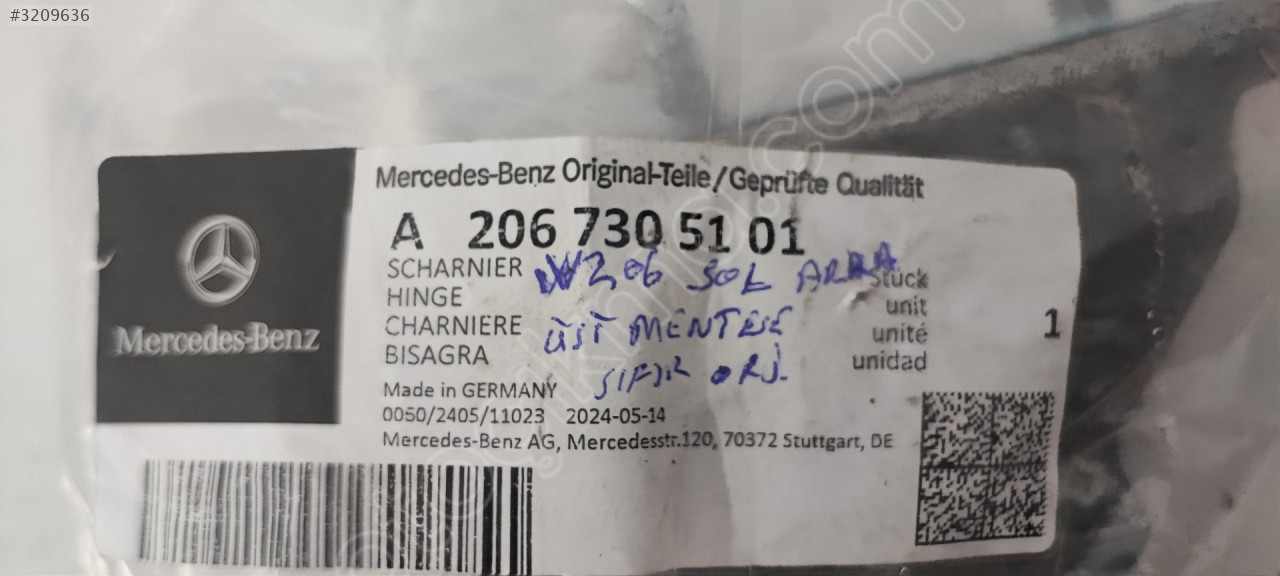 #3209636
Mercedes-Benz Original-Teile/Geprüfte Qualität
A 206 730 51 01
SCHARNIER
HINGE
CHARNIERE
BISAGRA
W206 SOL ARKA
ÜST MENTEŞE
SIFIR ORJ.
Stück
unit
unité
unidad
1
Made in GERMANY
0050/2405/11023 2024-05-14
Mercedes-Benz AG, Mercedesstr.120, 70372 Stuttgart, DE
Mercedes-Benz